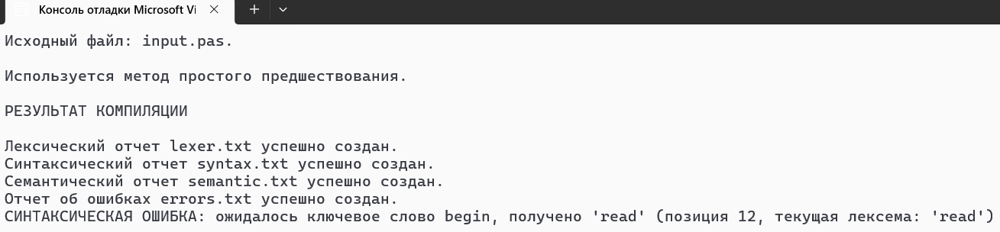 Консоль отладки Microsoft Vi
Исходный файл: input.pas.
Используется метод простого предшествования.
РЕЗУЛЬТАТ КОМПИЛЯЦИИ
Лексический отчет lexer.txt успешно создан.
Синтаксический отчет syntax.txt успешно создан.
Семантический отчет semantic.txt успешно создан.
Отчет об ошибках errors.txt успешно создан.
СИНТАКСИЧЕСКАЯ ОШИБКА: ожидалось ключевое слово begin, получено 'read' (позиция 12, текущая лексема: 'read')